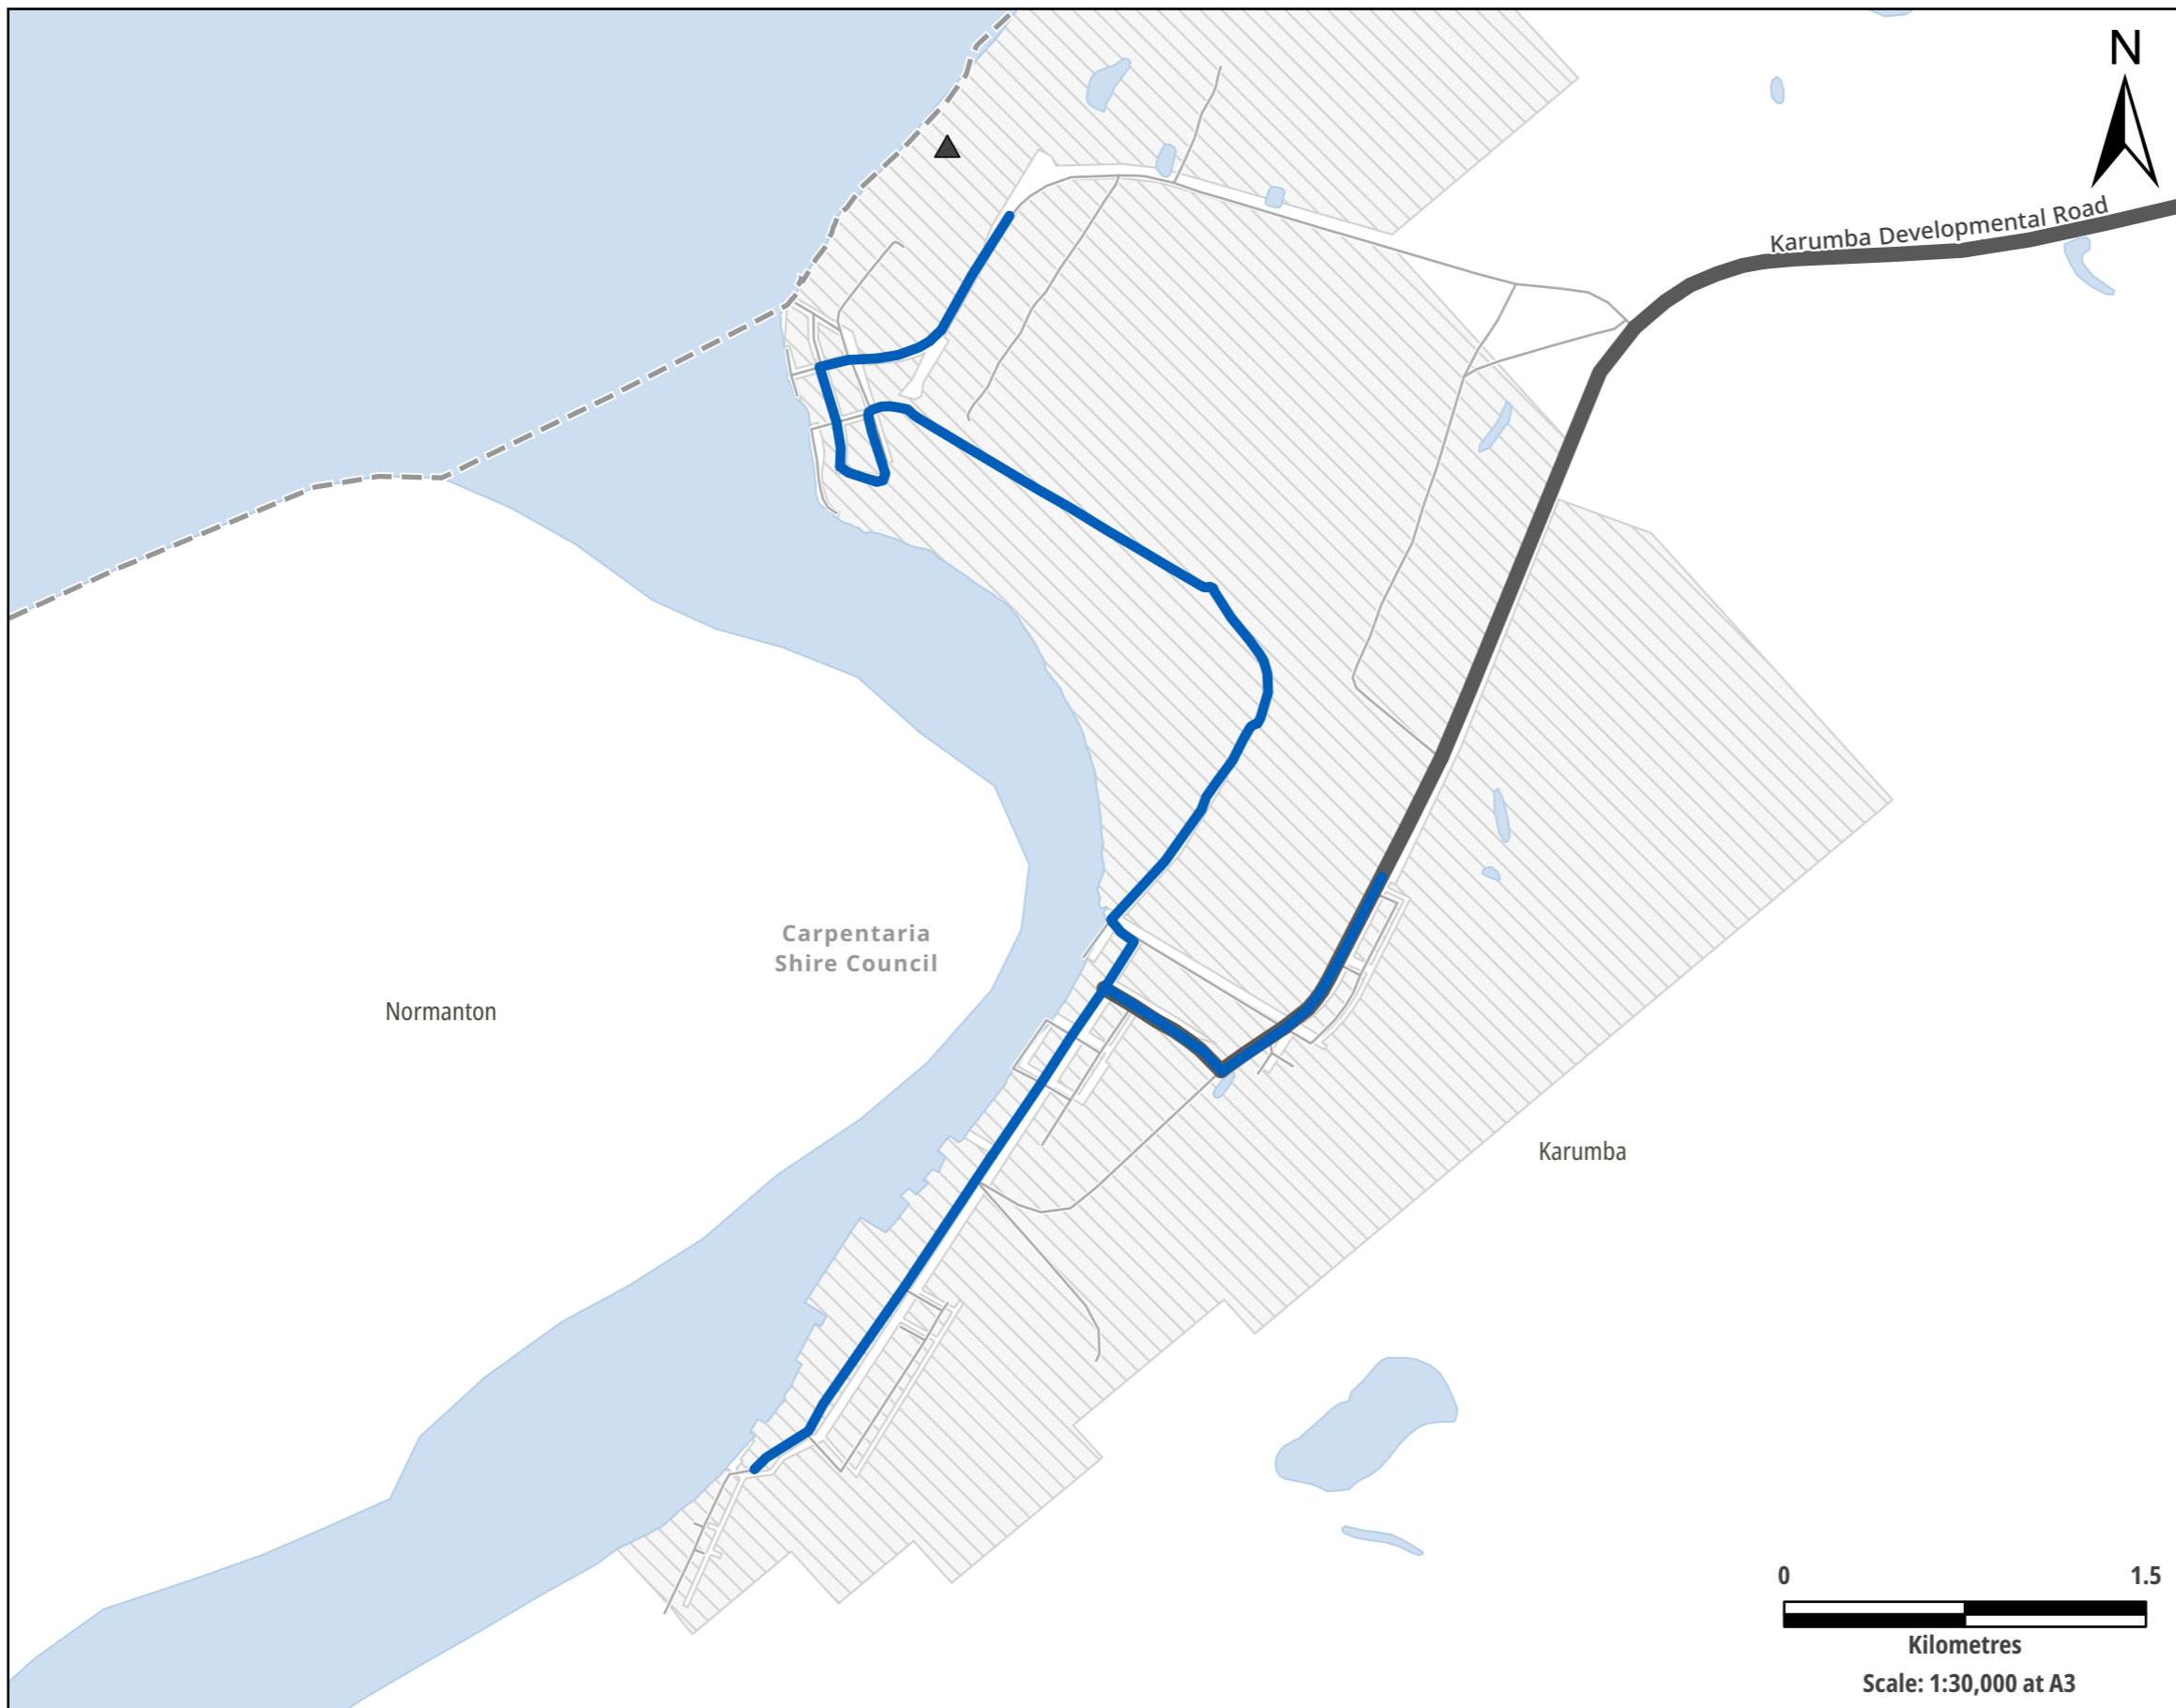 N
Karumba Developmental Road
Carpentaria
Shire Council
Normanton
Karumba
0 1.5
Kilometres
Scale: 1:30,000 at A3